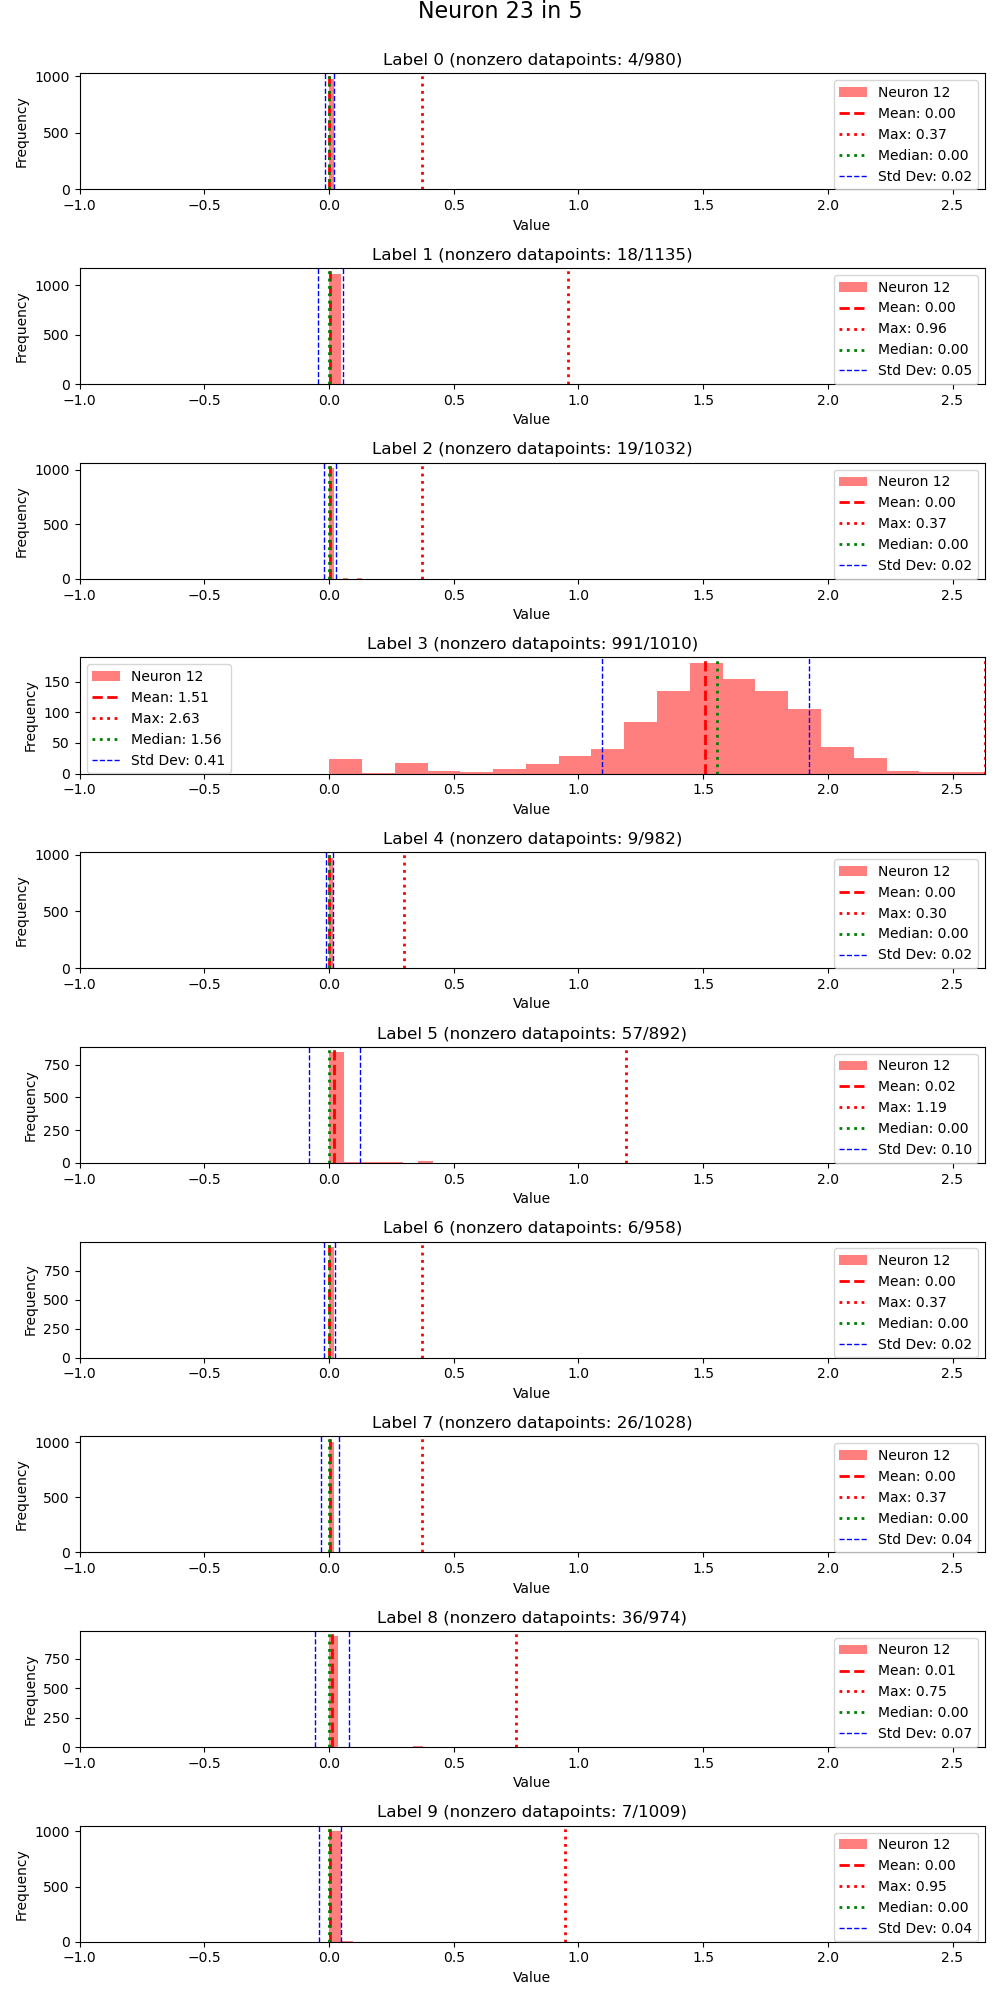 Neuron 23 in 5
Label 0 (nonzero datapoints: 4/980)
1000
500
0
Frequency
Neuron 12
Mean: 0.00
Max: 0.37
Median: 0.00
Std Dev: 0.02
−1.0 −0.5 0.0 0.5 1.0 1.5 2.0 2.5
Value
Label 1 (nonzero datapoints: 18/1135)
1000
500
0
Frequency
Neuron 12
Mean: 0.00
Max: 0.96
Median: 0.00
Std Dev: 0.05
−1.0 −0.5 0.0 0.5 1.0 1.5 2.0 2.5
Value
Label 2 (nonzero datapoints: 19/1032)
1000
500
0
Frequency
Neuron 12
Mean: 0.00
Max: 0.37
Median: 0.00
Std Dev: 0.02
−1.0 −0.5 0.0 0.5 1.0 1.5 2.0 2.5
Value
Label 3 (nonzero datapoints: 991/1010)
150
100
50
0
Frequency
Neuron 12
Mean: 1.51
Max: 2.63
Median: 1.56
Std Dev: 0.41
−1.0 −0.5 0.0 0.5 1.0 1.5 2.0 2.5
Value
Label 4 (nonzero datapoints: 9/982)
1000
500
0
Frequency
Neuron 12
Mean: 0.00
Max: 0.30
Median: 0.00
Std Dev: 0.02
−1.0 −0.5 0.0 0.5 1.0 1.5 2.0 2.5
Value
Label 5 (nonzero datapoints: 57/892)
750
500
250
0
Frequency
Neuron 12
Mean: 0.02
Max: 1.19
Median: 0.00
Std Dev: 0.10
−1.0 −0.5 0.0 0.5 1.0 1.5 2.0 2.5
Value
Label 6 (nonzero datapoints: 6/958)
750
500
250
0
Frequency
Neuron 12
Mean: 0.00
Max: 0.37
Median: 0.00
Std Dev: 0.02
−1.0 −0.5 0.0 0.5 1.0 1.5 2.0 2.5
Value
Label 7 (nonzero datapoints: 26/1028)
1000
500
0
Frequency
Neuron 12
Mean: 0.00
Max: 0.37
Median: 0.00
Std Dev: 0.04
−1.0 −0.5 0.0 0.5 1.0 1.5 2.0 2.5
Value
Label 8 (nonzero datapoints: 36/974)
750
500
250
0
Frequency
Neuron 12
Mean: 0.01
Max: 0.75
Median: 0.00
Std Dev: 0.07
−1.0 −0.5 0.0 0.5 1.0 1.5 2.0 2.5
Value
Label 9 (nonzero datapoints: 7/1009)
1000
500
0
Frequency
Neuron 12
Mean: 0.00
Max: 0.95
Median: 0.00
Std Dev: 0.04
−1.0 −0.5 0.0 0.5 1.0 1.5 2.0 2.5
Value